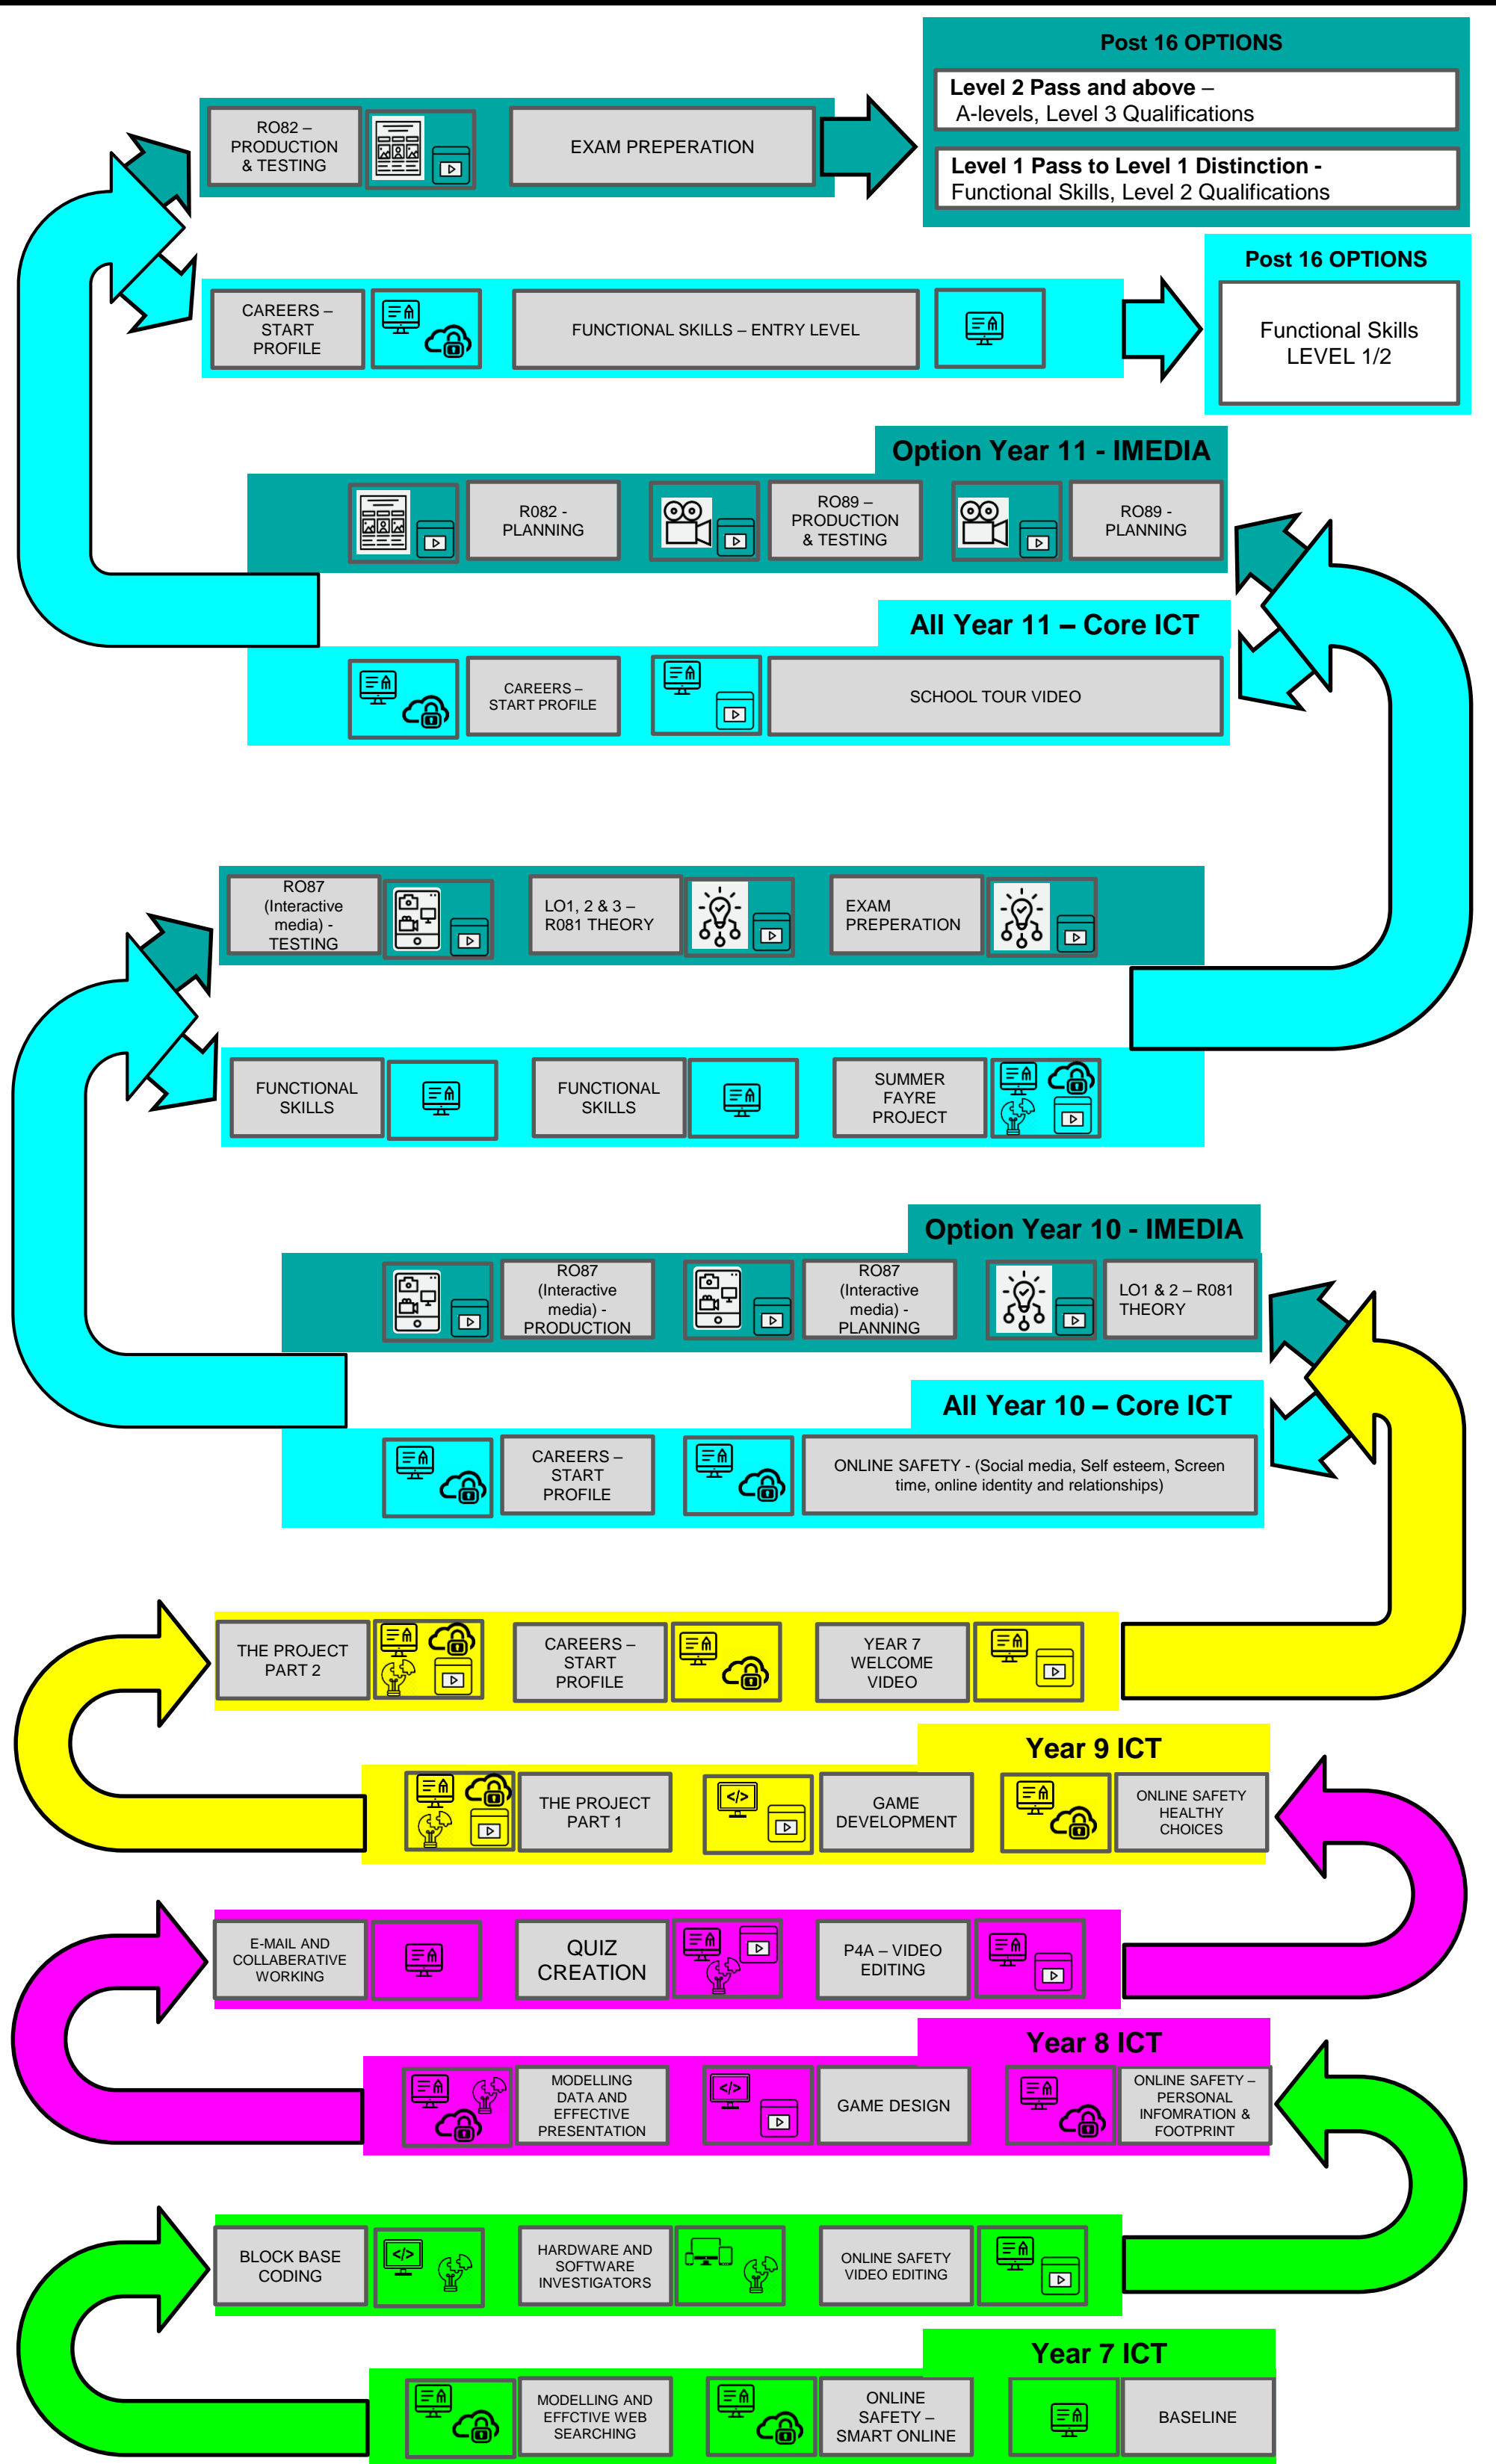 Post 16 OPTIONS
Level 2 Pass and above –
A-levels, Level 3 Qualifications
Level 1 Pass to Level 1 Distinction -
Functional Skills, Level 2 Qualifications
RO82 –
PRODUCTION
& TESTING
EXAM PREPERATION
Post 16 OPTIONS
Functional Skills
LEVEL 1/2
CAREERS –
START
PROFILE
FUNCTIONAL SKILLS – ENTRY LEVEL
Option Year 11 - IMEDIA
R082 -
PLANNING
RO89 –
PRODUCTION
& TESTING
RO89 -
PLANNING
All Year 11 – Core ICT
CAREERS –
START PROFILE
SCHOOL TOUR VIDEO
RO87
(Interactive
media) -
TESTING
LO1, 2 & 3 –
R081 THEORY
EXAM
PREPERATION
FUNCTIONAL
SKILLS
FUNCTIONAL
SKILLS
SUMMER
FAYRE
PROJECT
Option Year 10 - IMEDIA
RO87
(Interactive
media) -
PRODUCTION
RO87
(Interactive
media) -
PLANNING
LO1 & 2 – R081
THEORY
All Year 10 – Core ICT
CAREERS –
START
PROFILE
ONLINE SAFETY - (Social media, Self esteem, Screen
time, online identity and relationships)
THE PROJECT
PART 2
CAREERS –
START
PROFILE
YEAR 7
WELCOME
VIDEO
Year 9 ICT
THE PROJECT
PART 1
</>
GAME
DEVELOPMENT
ONLINE SAFETY
HEALTHY
CHOICES
E-MAIL AND
COLLABERATIVE
WORKING
QUIZ
CREATION
P4A – VIDEO
EDITING
Year 8 ICT
MODELLING
DATA AND
EFFECTIVE
PRESENTATION
</>
GAME DESIGN
ONLINE SAFETY –
PERSONAL
INFOMRATION &
FOOTPRINT
BLOCK BASE
CODING
</>
HARDWARE AND
SOFTWARE
INVESTIGATORS
ONLINE SAFETY
VIDEO EDITING
Year 7 ICT
MODELLING AND
EFFCTIVE WEB
SEARCHING
ONLINE
SAFETY –
SMART ONLINE
BASELINE